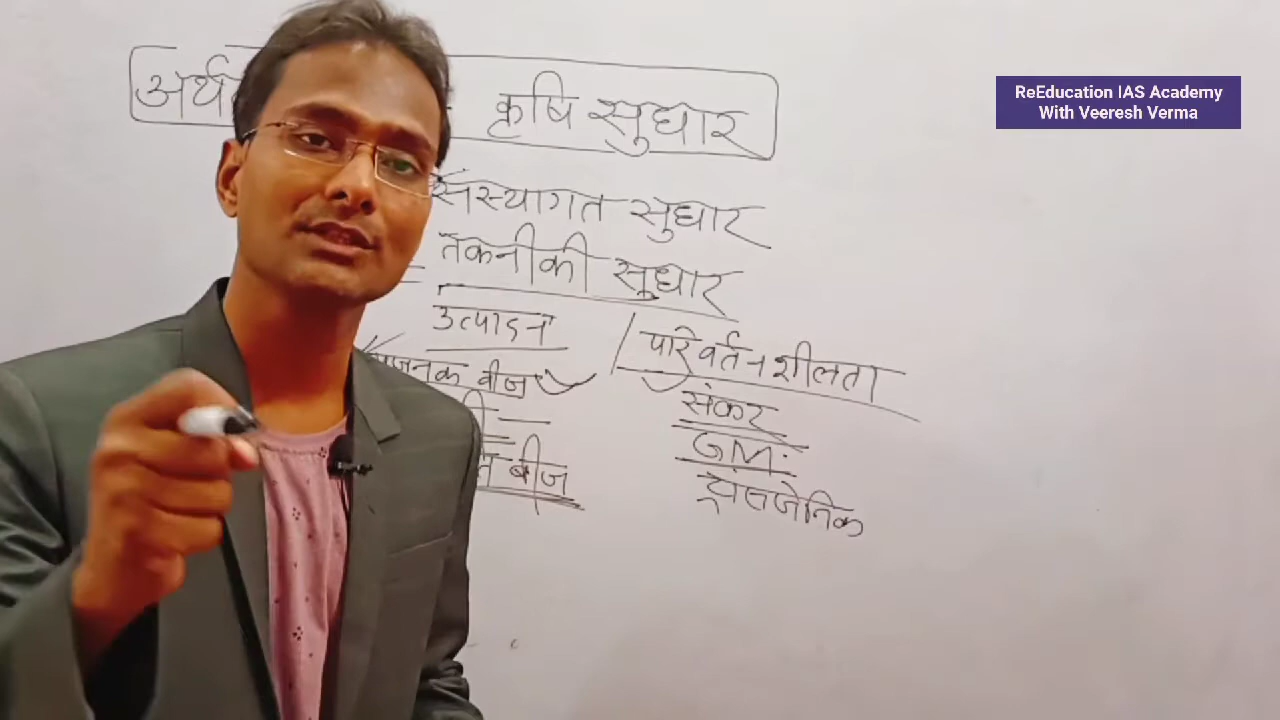 ReEducation IAS Academy
With Veeresh Verma
कृषि सुधार
संस्थागत सुधार
तकनीकी सुधार
उत्पादन
परिवर्तनशीलता
बीज
संकर
GM
बीज
ट्रांसजेनिक